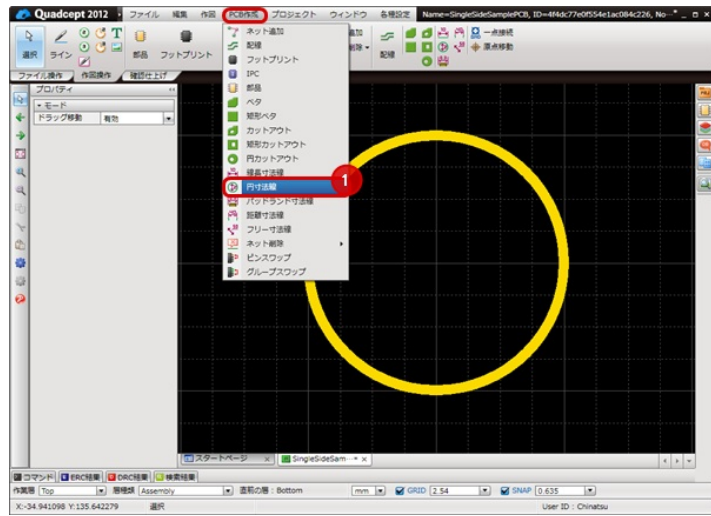 Quadcept 2012
ファイル 編集 作図 PCB作成 プロジェクト ウィンドウ 各種設定
Name=SingleSideSamplePCB, ID=4f4dc77e0f554e1ac084c226, No…*
選択 ライン 部品 フットプリント 配線 一点接続
原点移動
ファイル操作 作図操作 確認仕上げ
プロパティ
モード
ドラッグ移動 有効
ネット追加
配線
フットプリント
IPC
部品
ベタ
矩形ベタ
カットアウト
矩形カットアウト
円カットアウト
線長寸法線
円寸法線
1
パッドランド寸法線
距離寸法線
フリー寸法線
ネット削除
ピンスワップ
グループスワップ
スタートページ SingleSideSam…*
コマンド ERC結果 DRC結果 検索結果
作業層 Top 層種類 Assembly 直前の層 : Bottom mm GRID 2.54 SNAP 0.635
X:-34.941098 Y:135.642279 選択 User ID : Chinatsu